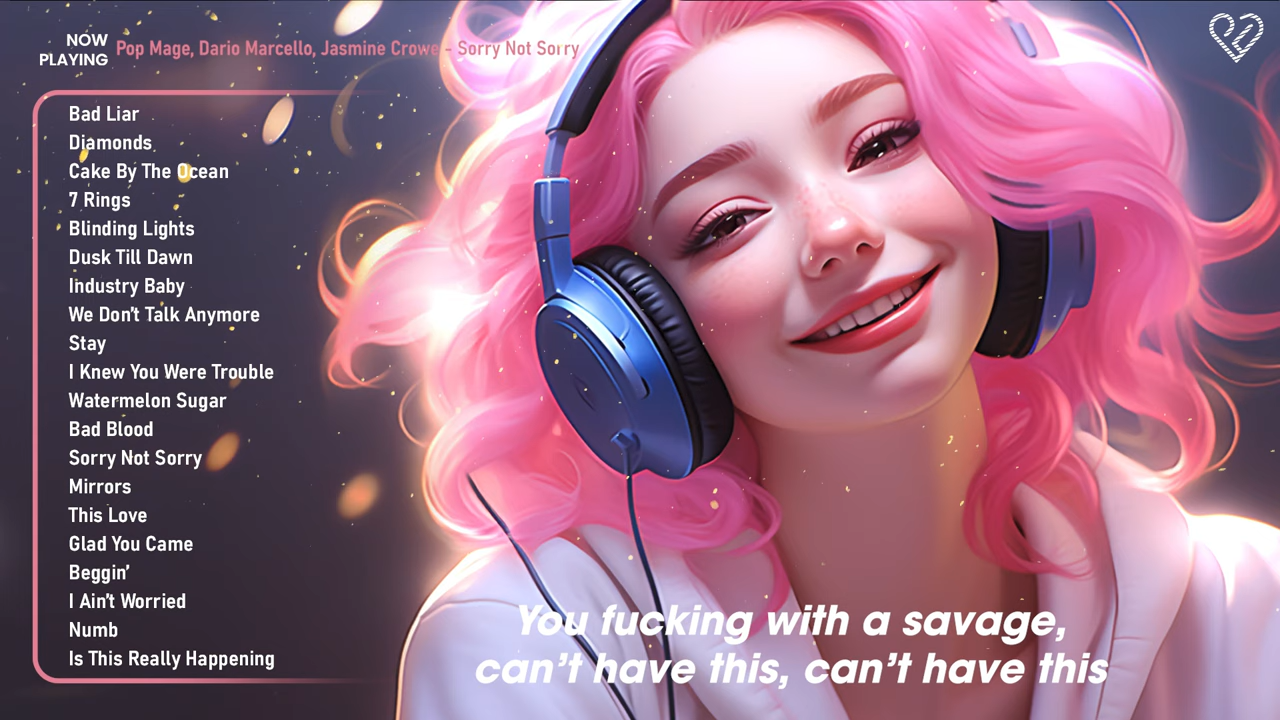 NOW
PLAYING
Pop Mage, Dario Marcello, Jasmine Crowe - Sorry Not Sorry
Bad Liar
Diamonds
Cake By The Ocean
7 Rings
Blinding Lights
Dusk Till Dawn
Industry Baby
We Don't Talk Anymore
Stay
I Knew You Were Trouble
Watermelon Sugar
Bad Blood
Sorry Not Sorry
Mirrors
This Love
Glad You Came
Beggin'
I Ain't Worried
Numb
Is This Really Happening
You fucking with a savage,
can't have this, can't have this